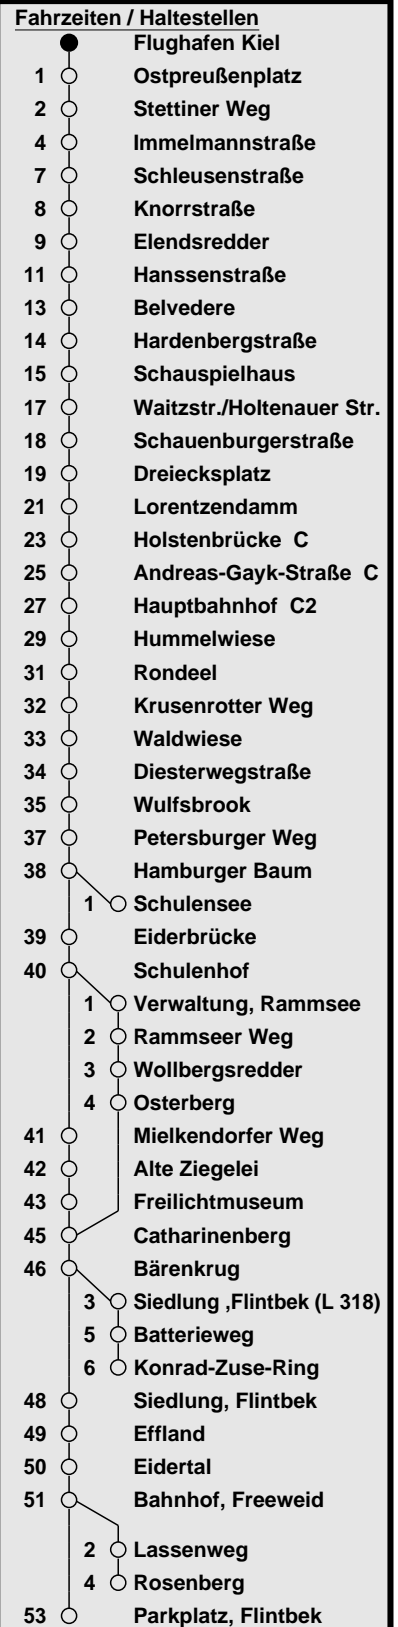 Fahrzeiten / Haltestellen
Flughafen Kiel
1 Ostpreußenplatz
2 Stettiner Weg
4 Immelmannstraße
7 Schleusenstraße
8 Knorrstraße
9 Elendsredder
11 Hanssenstraße
13 Belvedere
14 Hardenbergstraße
15 Schauspielhaus
17 Waitzstr./Holtenauer Str.
18 Schauenburgerstraße
19 Dreiecksplatz
21 Lorentzendamm
23 Holstenbrücke C
25 Andreas-Gayk-Straße C
27 Hauptbahnhof C2
29 Hummelwiese
31 Rondeel
32 Krusenrotter Weg
33 Waldwiese
34 Diesterwegstraße
35 Wulfsbrook
37 Petersburger Weg
38 Hamburger Baum
1 Schulensee
39 Eiderbrücke
40 Schulenhof
1 Verwaltung, Rammsee
2 Rammseer Weg
3 Wollbergsredder
4 Osterberg
41 Mielkendorfer Weg
42 Alte Ziegelei
43 Freilichtmuseum
45 Catharinenberg
46 Bärenkrug
3 Siedlung ,Flintbek (L 318)
5 Batterieweg
6 Konrad-Zuse-Ring
48 Siedlung, Flintbek
49 Effland
50 Eidertal
51 Bahnhof, Freeweid
2 Lassenweg
4 Rosenberg
53 Parkplatz, Flintbek